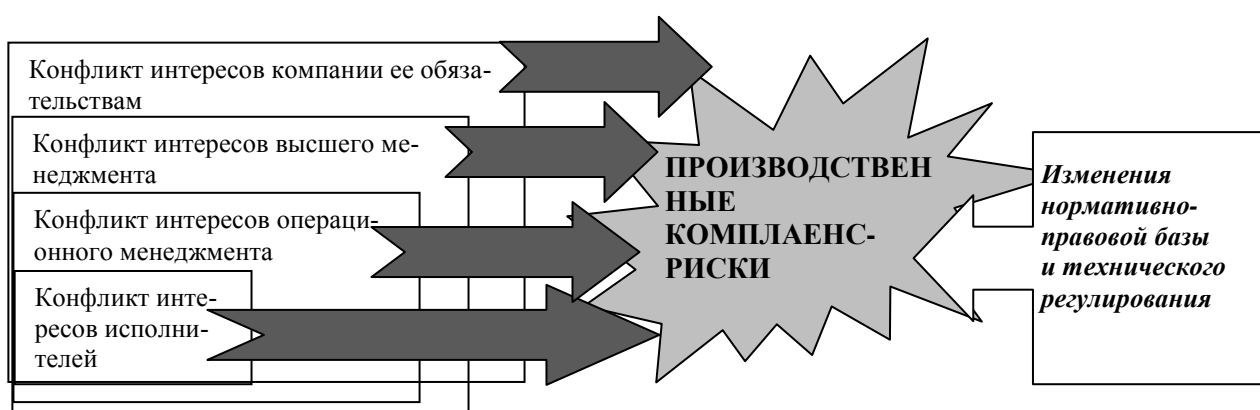 Конфликт интересов компании ее обяза-
тельствам
Конфликт интересов высшего ме-
неджмента
Конфликт интересов операци-
онного менеджмента
Конфликт инте-
ресов исполни-
телей
ПРОИЗВОДСТВЕН
НЫЕ
КОМПЛАЕНС-
РИСКИ
Изменения
нормативно-
правовой базы
и технического
регулирования